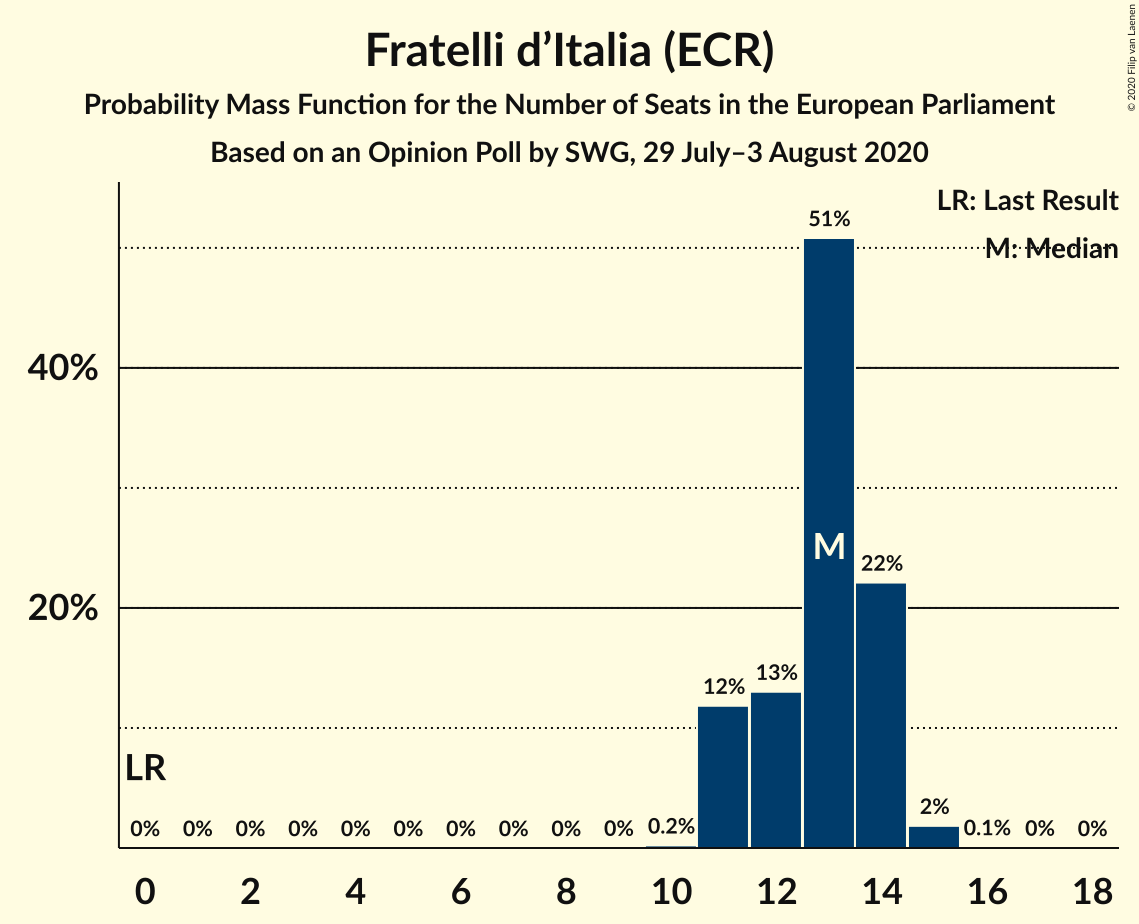 Fratelli d’Italia (ECR)
Probability Mass Function for the Number of Seats in the European Parliament
Based on an Opinion Poll by SWG, 29 July–3 August 2020
© 2020 Filip van Laenen
LR: Last Result
M: Median
51%
40%
M
22%
20%
13%
12%
LR
2%
0% 0% 0% 0% 0% 0% 0% 0% 0% 0% 0.2% 0.1% 0% 0%
0 2 4 6 8 10 12 14 16 18